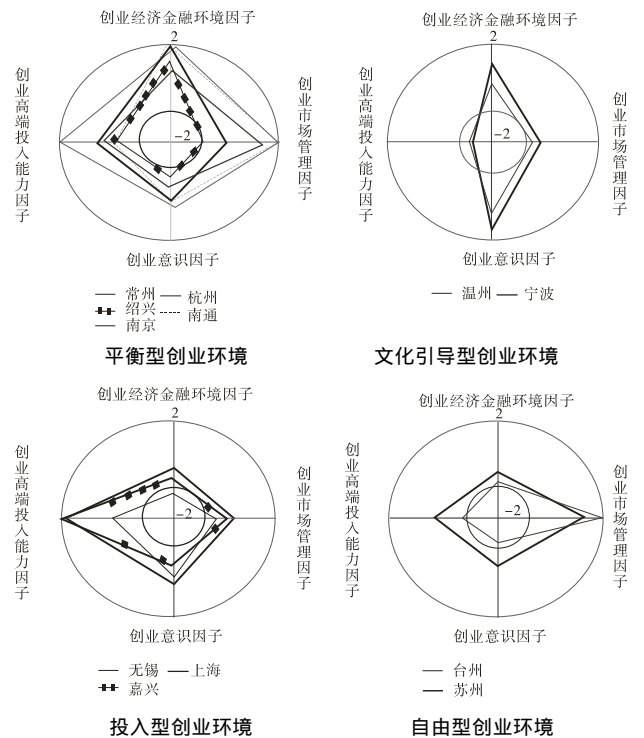 创业经济金融环境因子
2
创业高端投入能力因子
创业市场管理因子
−2
创业意识因子
常州
杭州
绍兴
南通
南京
平衡型创业环境
创业经济金融环境因子
2
创业高端投入能力因子
创业市场管理因子
−2
创业意识因子
温州
宁波
文化引导型创业环境
创业经济金融环境因子
2
创业高端投入能力因子
创业市场管理因子
−2
创业意识因子
无锡
上海
嘉兴
投入型创业环境
创业经济金融环境因子
2
创业高端投入能力因子
创业市场管理因子
−2
创业意识因子
台州
苏州
自由型创业环境